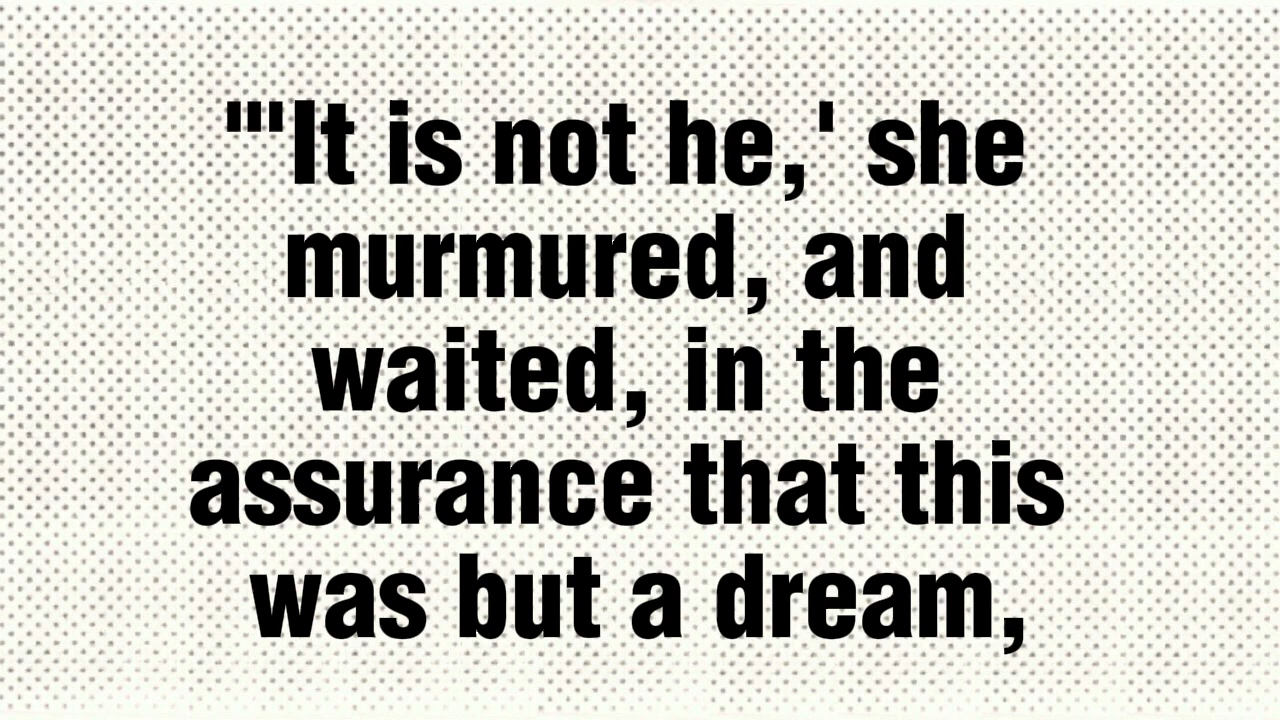 "'It is not he,' she
murmured, and
waited, in the
assurance that this
was but a dream,